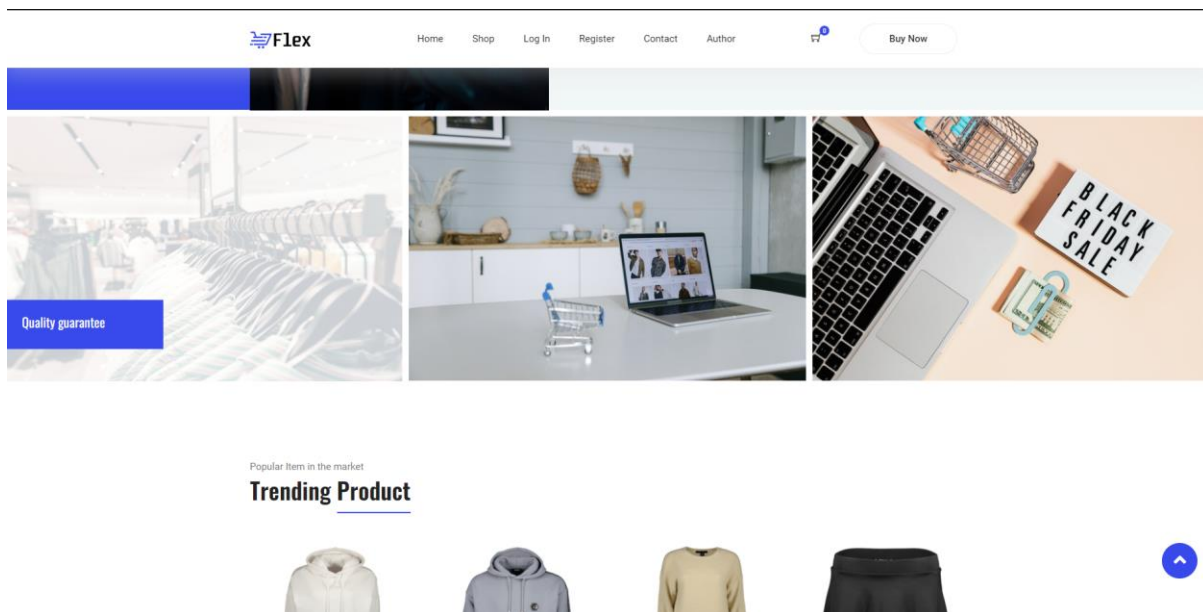 Flex
Home
Shop
Log In
Register
Contact
Author
0
Buy Now
BLACK
FRIDAY
SALE
Quality guarantee
Popular Item in the market
Trending Product